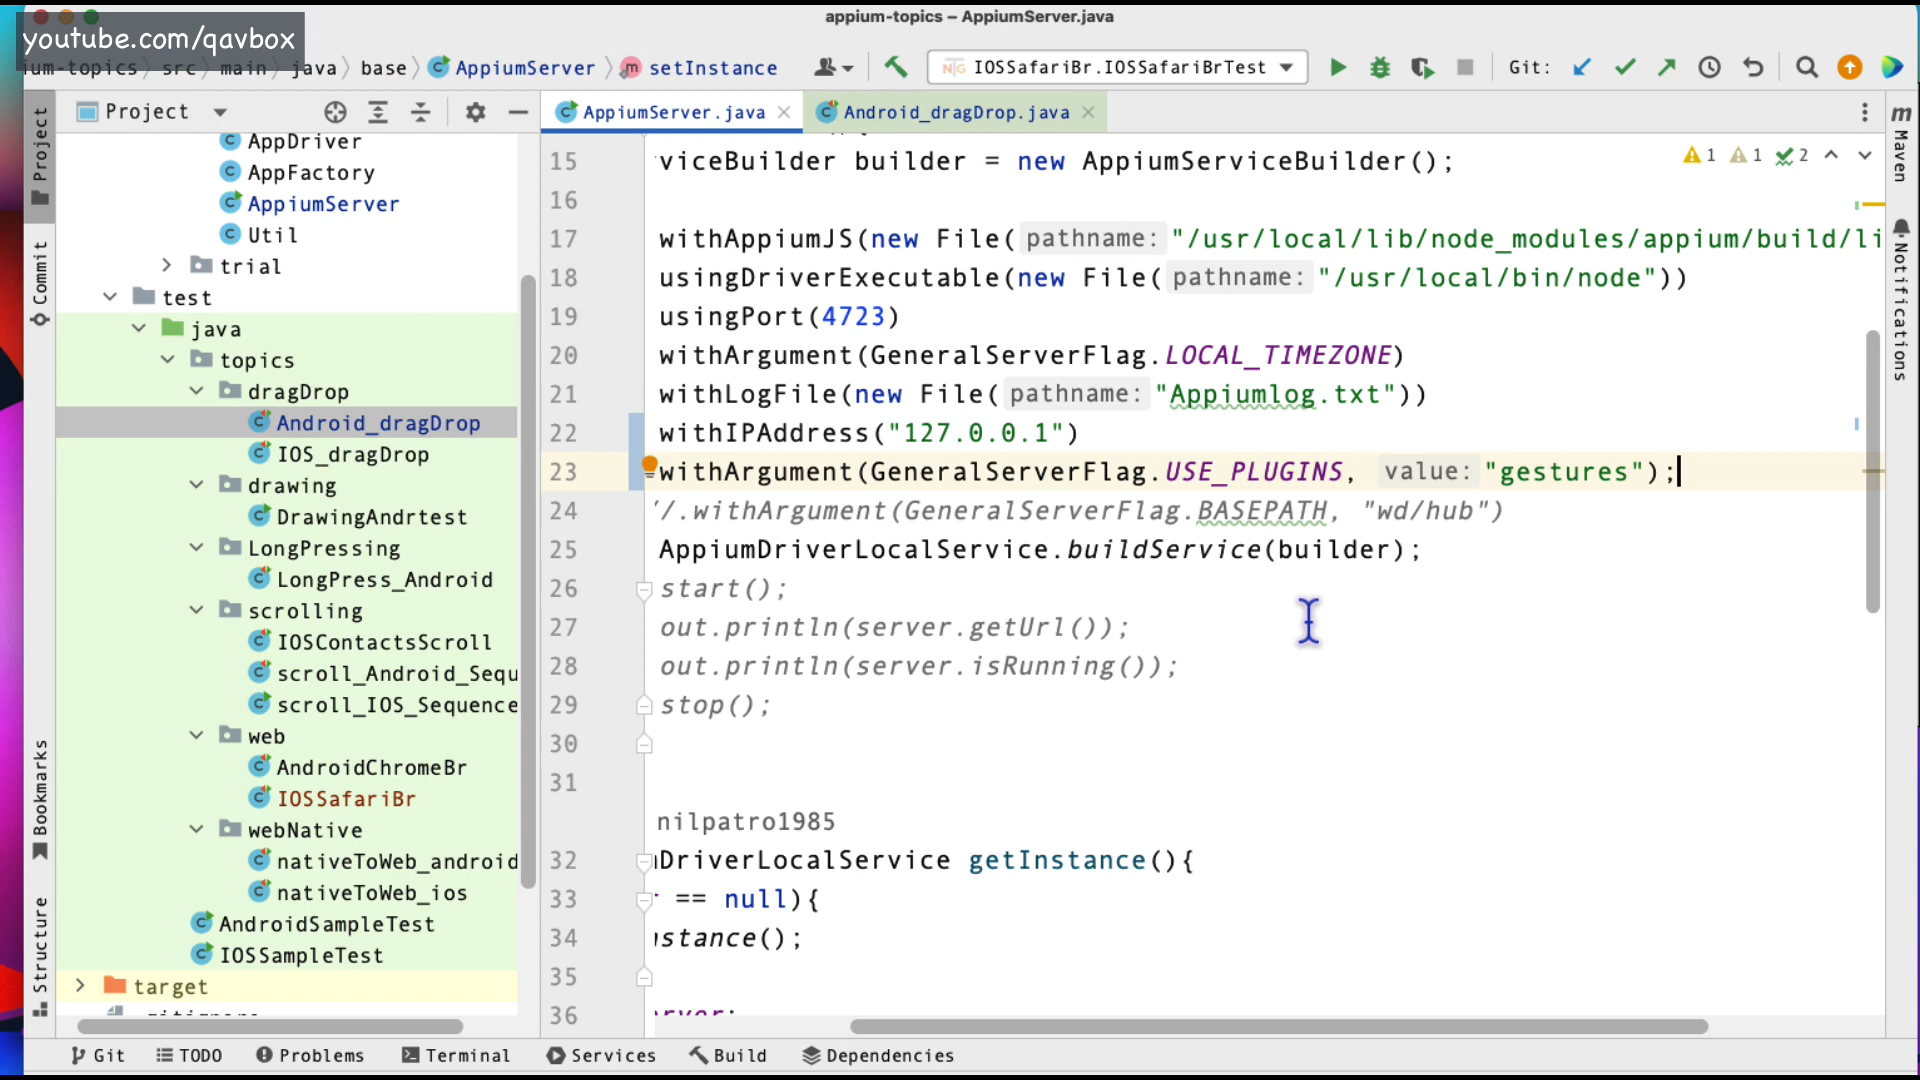 appium-topics – AppiumServer.java
youtube.com/qavbox
ium-topics src main java base AppiumServer setInstance
IOSSafariBr.IOSSafariBrTest
Git:
Project
AppiumServer.java
Android_dragDrop.java
Project
Commit
Bookmarks
Structure
AppDriver
AppFactory
AppiumServer
Util
trial
test
java
topics
dragDrop
Android_dragDrop
IOS_dragDrop
drawing
DrawingAndrtest
LongPressing
LongPress_Android
scrolling
IOSContactsScroll
scroll_Android_Sequ
scroll_IOS_Sequence
web
AndroidChromeBr
IOSSafariBr
webNative
nativeToWeb_android
nativeToWeb_ios
AndroidSampleTest
IOSSampleTest
target
1 1 2
15 viceBuilder builder = new AppiumServiceBuilder();
16
17 withAppiumJS(new File( pathname: "/usr/local/lib/node_modules/appium/build/li
18 usingDriverExecutable(new File( pathname: "/usr/local/bin/node"))
19 usingPort(4723)
20 withArgument(GeneralServerFlag.LOCAL_TIMEZONE)
21 withLogFile(new File( pathname: "Appiumlog.txt"))
22 withIPAddress("127.0.0.1")
23 withArgument(GeneralServerFlag.USE_PLUGINS, value: "gestures");
24 //.withArgument(GeneralServerFlag.BASEPATH, "wd/hub")
25 AppiumDriverLocalService.buildService(builder);
26 start();
27 out.println(server.getUrl());
28 out.println(server.isRunning());
29 stop();
30
31
nilpatro1985
32 mDriverLocalService getInstance(){
33 == null){
34 nstance();
35
36
m
Maven
Notifications
Git
TODO
Problems
Terminal
Services
Build
Dependencies